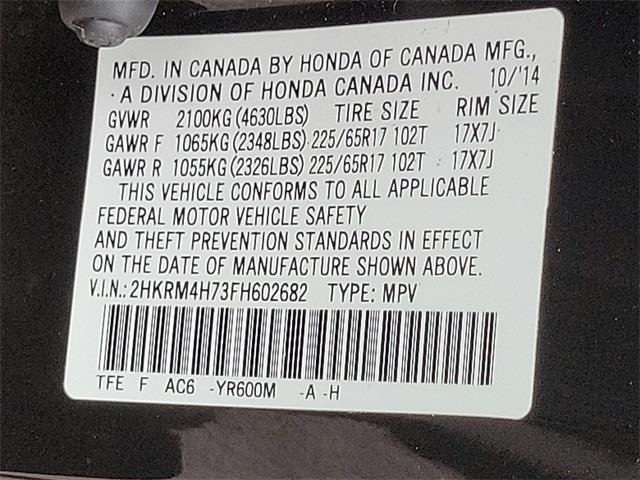 MFD. IN CANADA BY HONDA OF CANADA MFG.,
· A DIVISION OF HONDA CANADA INC. 10/'14
GVWR 2100KG (4630LBS) TIRE SIZE RIM SIZE
GAWR F 1065KG (2348LBS) 225/65R17 102T 17X7J
GAWR R 1055KG (2326LBS) 225/65R17 102T 17X7J
THIS VEHICLE CONFORMS TO ALL APPLICABLE
FEDERAL MOTOR VEHICLE SAFETY
AND THEFT PREVENTION STANDARDS IN EFFECT
ON THE DATE OF MANUFACTURE SHOWN ABOVE.
V.I.N.: 2HKRM4H73FH602682 TYPE: MPV
TFE F AC6 -YR600M -A -H